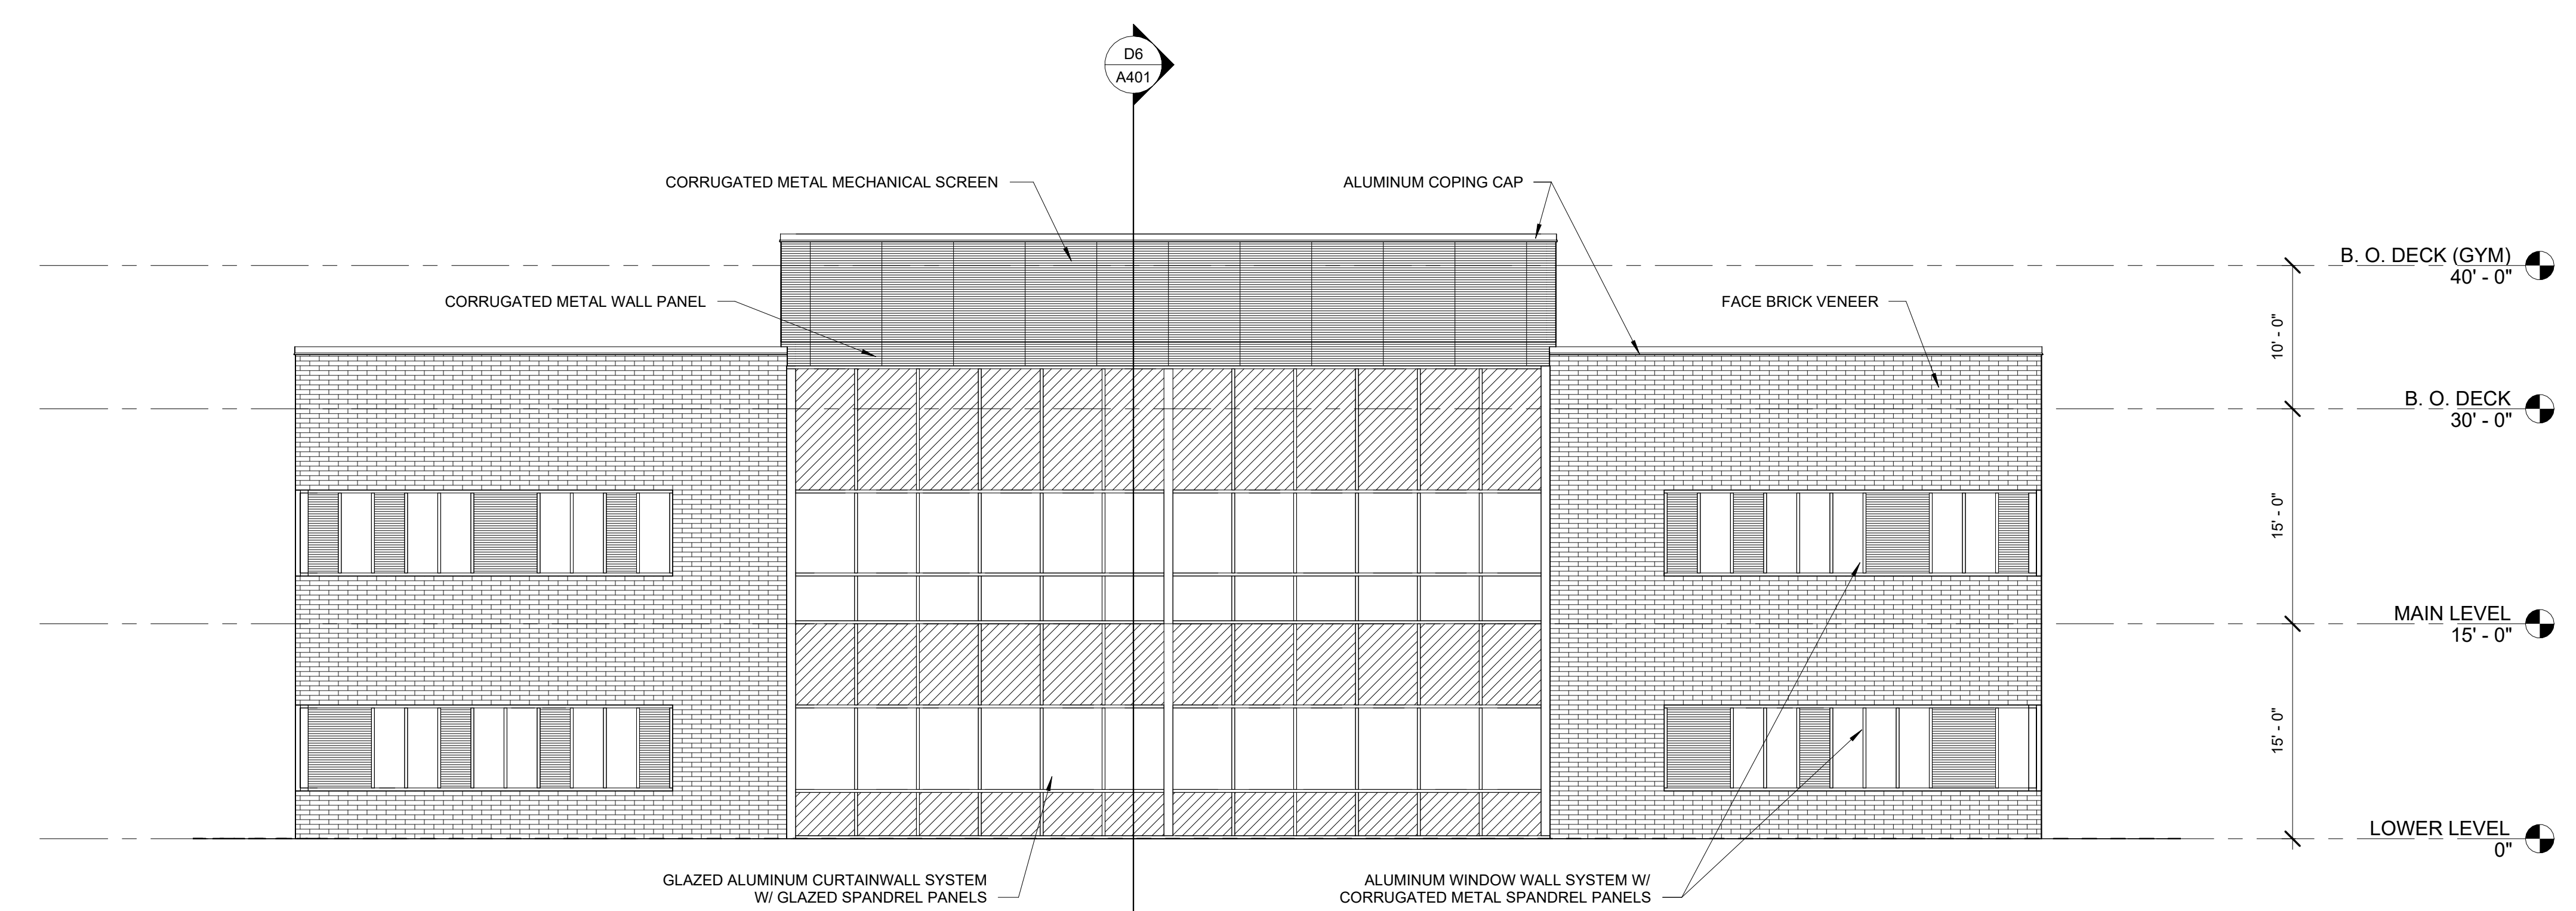 D6
A401
CORRUGATED METAL MECHANICAL SCREEN
ALUMINUM COPING CAP
B. O. DECK (GYM)
40' - 0"
CORRUGATED METAL WALL PANEL
FACE BRICK VENEER
10' - 0"
B. O. DECK
30' - 0"
15' - 0"
MAIN LEVEL
15' - 0"
15' - 0"
LOWER LEVEL
0"
GLAZED ALUMINUM CURTAINWALL SYSTEM
W/ GLAZED SPANDREL PANELS
ALUMINUM WINDOW WALL SYSTEM W/
CORRUGATED METAL SPANDREL PANELS